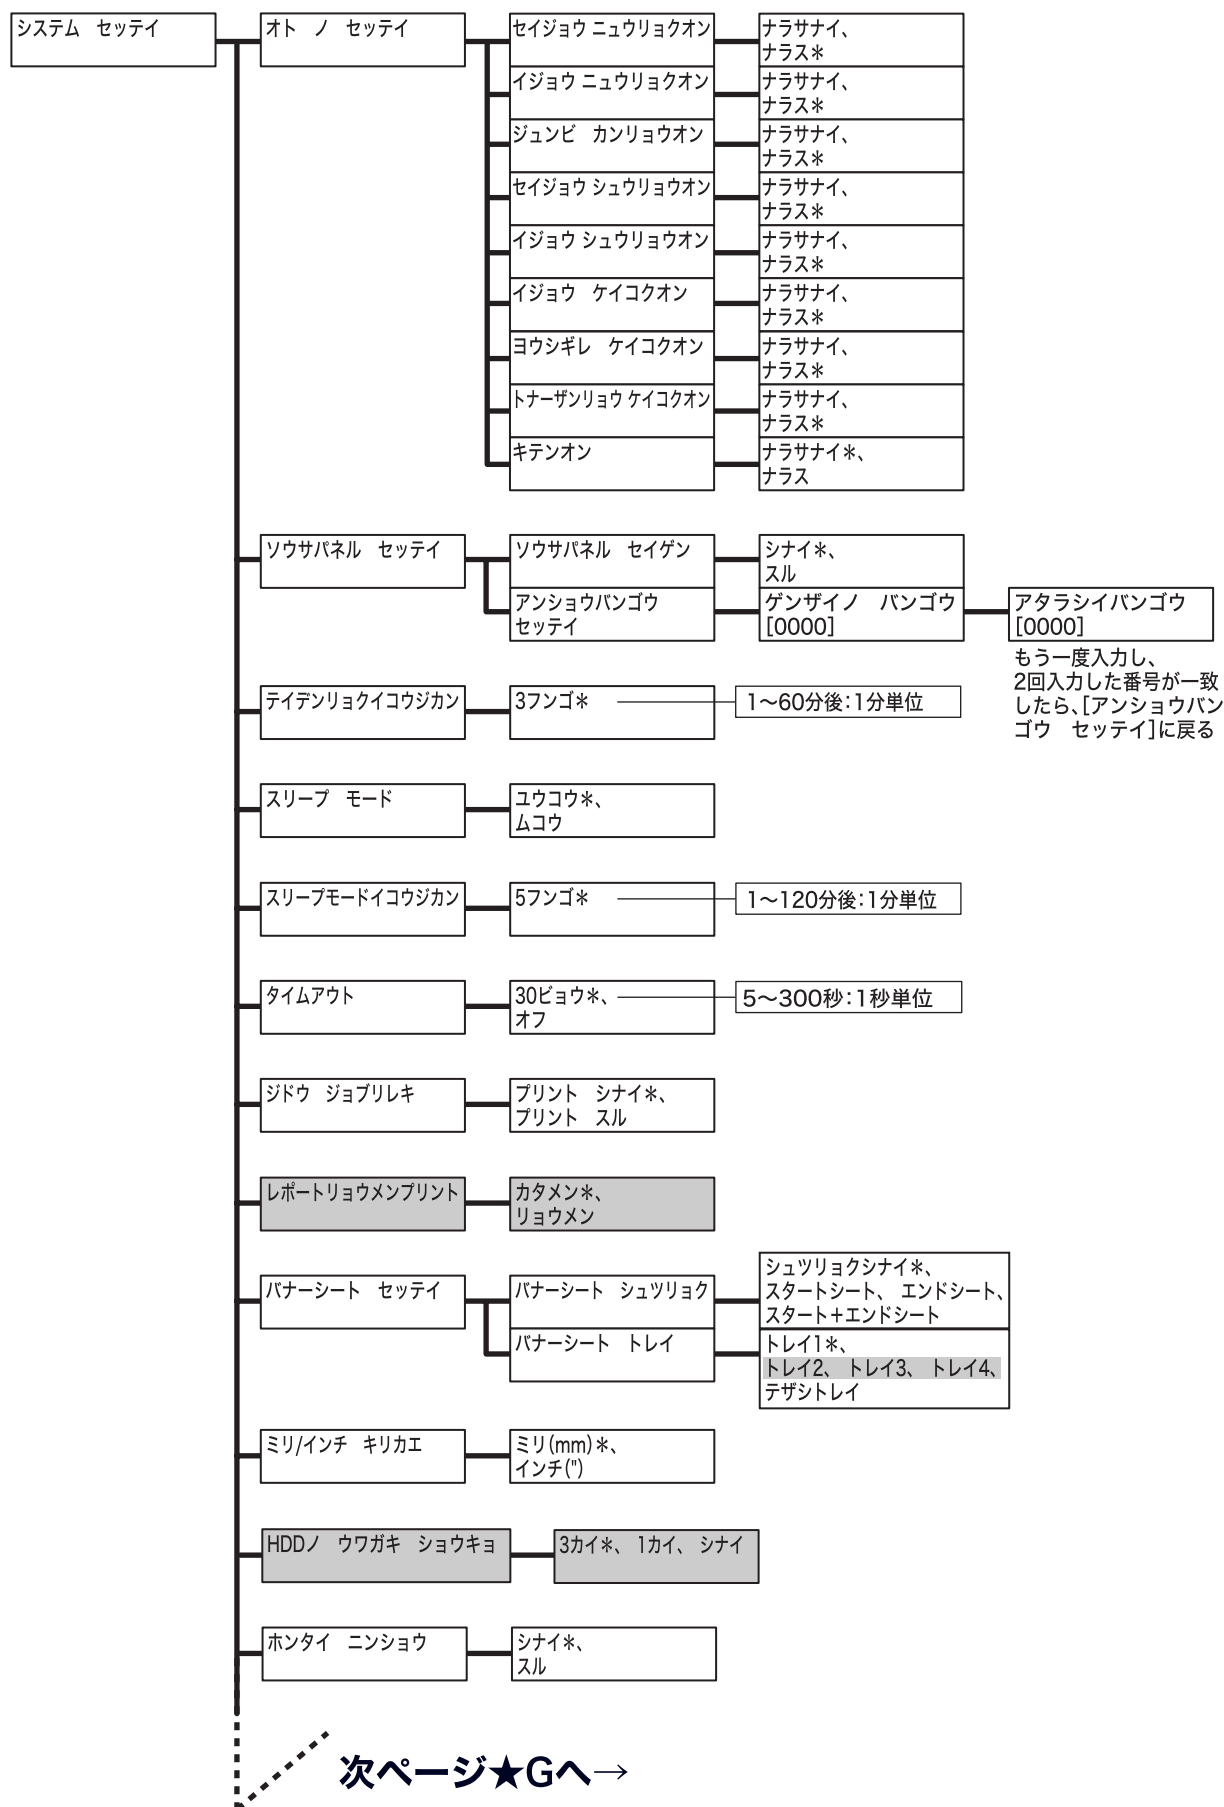 システム　セッテイ
オト　ノ　セッテイ
セイジョウ ニュウリョクオン
ナラサナイ、
ナラス＊
イジョウ ニュウリョクオン
ナラサナイ、
ナラス＊
ジュンビ　カンリョウオン
ナラサナイ、
ナラス＊
セイジョウ シュウリョウオン
ナラサナイ、
ナラス＊
イジョウ シュウリョウオン
ナラサナイ、
ナラス＊
イジョウ　ケイコクオン
ナラサナイ、
ナラス＊
ヨウシギレ　ケイコクオン
ナラサナイ、
ナラス＊
トナーザンリョウ ケイコクオン
ナラサナイ、
ナラス＊
キテンオン
ナラサナイ＊、
ナラス
ソウサパネル　セッテイ
ソウサパネル　セイゲン
シナイ＊、
スル
アンショウバンゴウ
セッテイ
ゲンザイノ　バンゴウ
[0000]
アタラシイバンゴウ
[0000]
もう一度入力し、
2回入力した番号が一致
したら、[アンショウバン
ゴウ　セッテイ]に戻る
テイデンリョクイコウジカン
3フンゴ＊
1〜60分後：1分単位
スリープ　モード
ユウコウ＊、
ムコウ
スリープモードイコウジカン
5フンゴ＊
1〜120分後：1分単位
タイムアウト
30ビョウ＊、
オフ
5〜300秒：1秒単位
ジドウ　ジョブリレキ
プリント　シナイ＊、
プリント　スル
レポートリョウメンプリント
カタメン＊、
リョウメン
バナーシート　セッテイ
バナーシート　シュツリョク
シュツリョクシナイ＊、
スタートシート、 エンドシート、
スタート＋エンドシート
バナーシート　トレイ
トレイ1＊、
トレイ2、 トレイ3、 トレイ4、
テザシトレイ
ミリ/インチ　キリカエ
ミリ(mm)＊、
インチ(")
HDDノ　ウワガキ　ショウキョ
3カイ＊、 1カイ、 シナイ
ホンタイ　ニンショウ
シナイ＊、
スル
次ページ★Gへ→